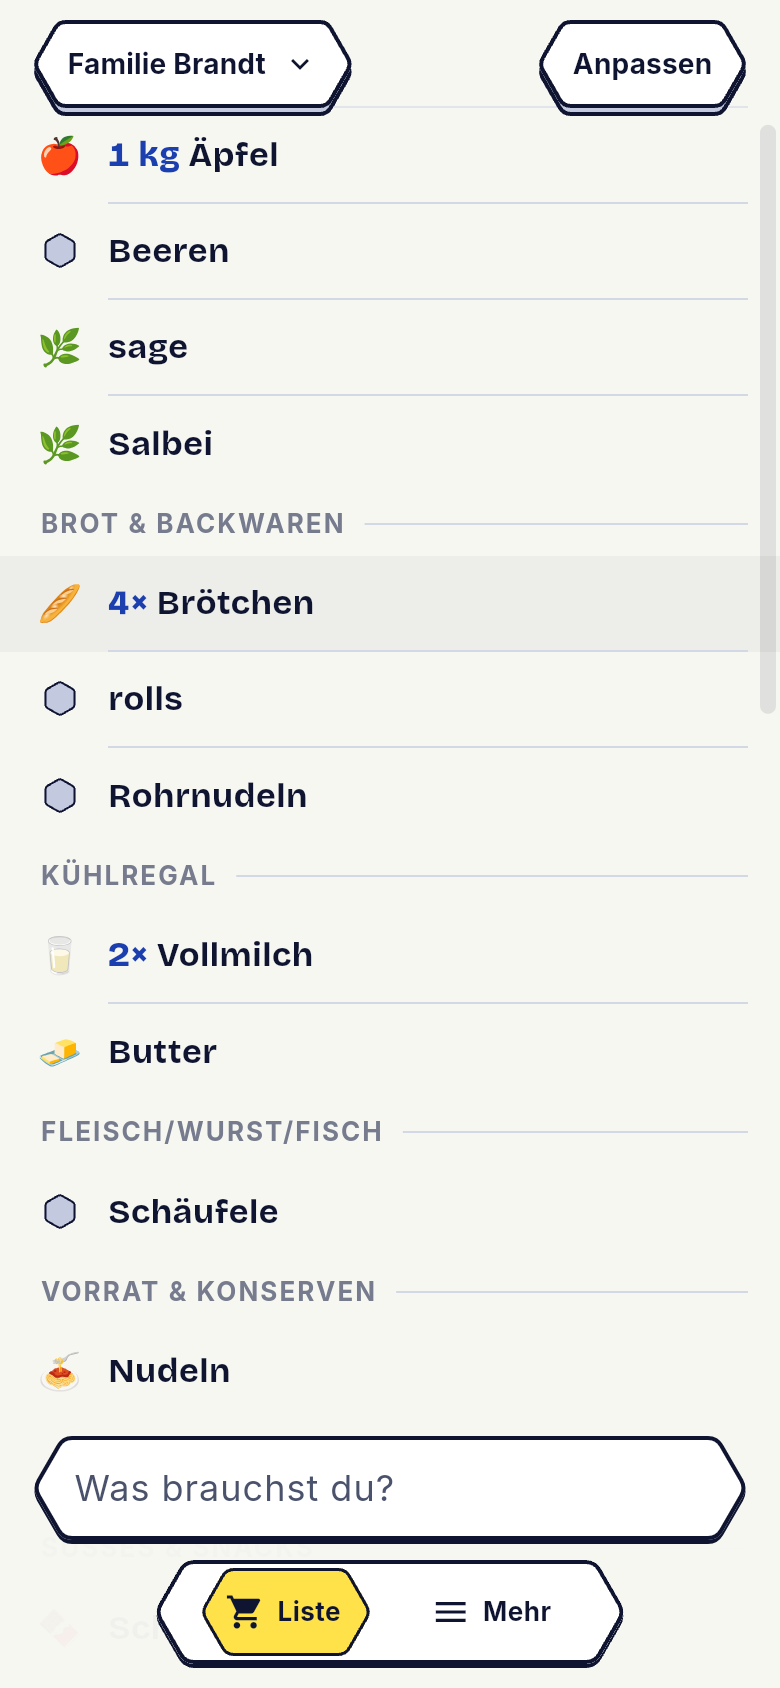 Familie Brandt
Anpassen
1 kg Äpfel
Beeren
sage
Salbei
BROT & BACKWAREN
4× Brötchen
rolls
Rohrnudeln
KÜHLREGAL
2× Vollmilch
Butter
FLEISCH/WURST/FISCH
Schäufele
VORRAT & KONSERVEN
Nudeln
Was brauchst du?
Liste
Mehr